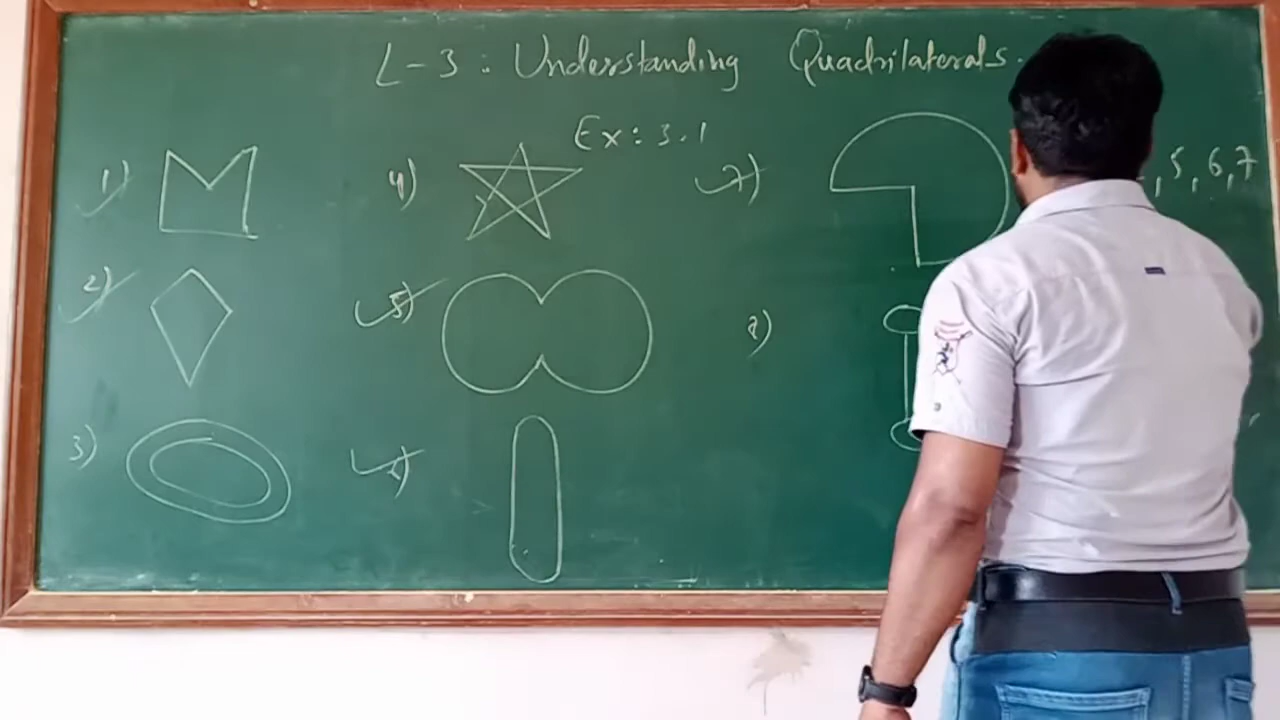 L-3 : Understanding Quadrilaterals.
Ex: 3.1
1)
4)
7)
, 5, 6, 7
2)
5)
8)
3)
6)